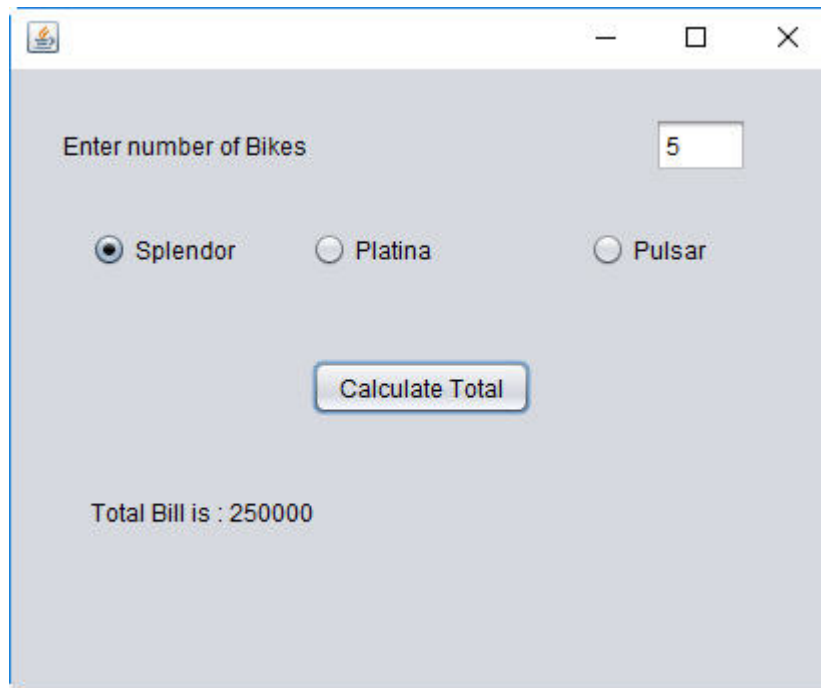 Enter number of Bikes 5
Splendor Platina Pulsar
Calculate Total
Total Bill is : 250000